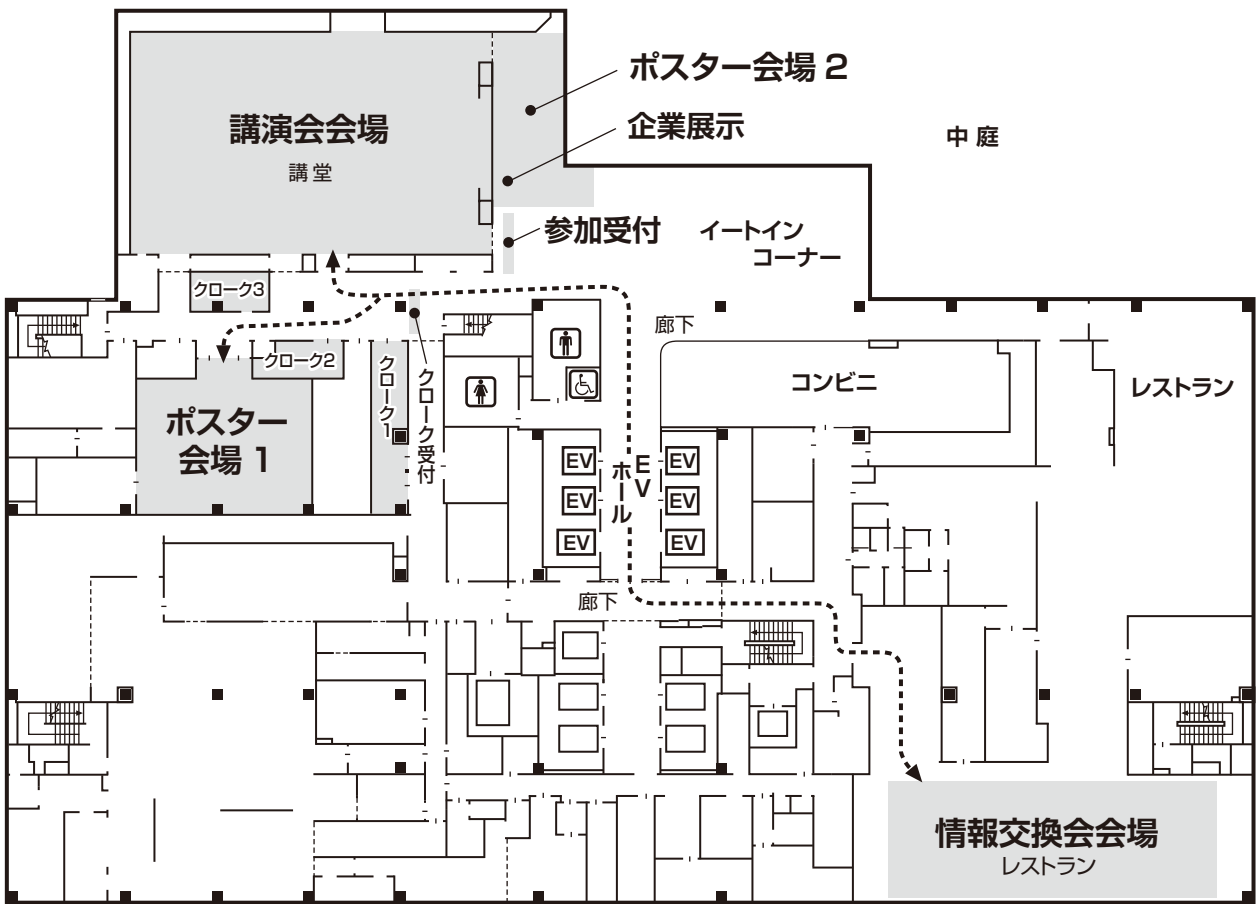 ポスター会場 2
企業展示
中庭
講演会会場
講堂
参加受付
イートイン
コーナー
クローク3
廊下
クローク2
クローク1
クローク受付
コンビニ
レストラン
ポスター
会場 1
EV
EV
EV
EV
ホール
EV
EV
EV
廊下
情報交換会会場
レストラン